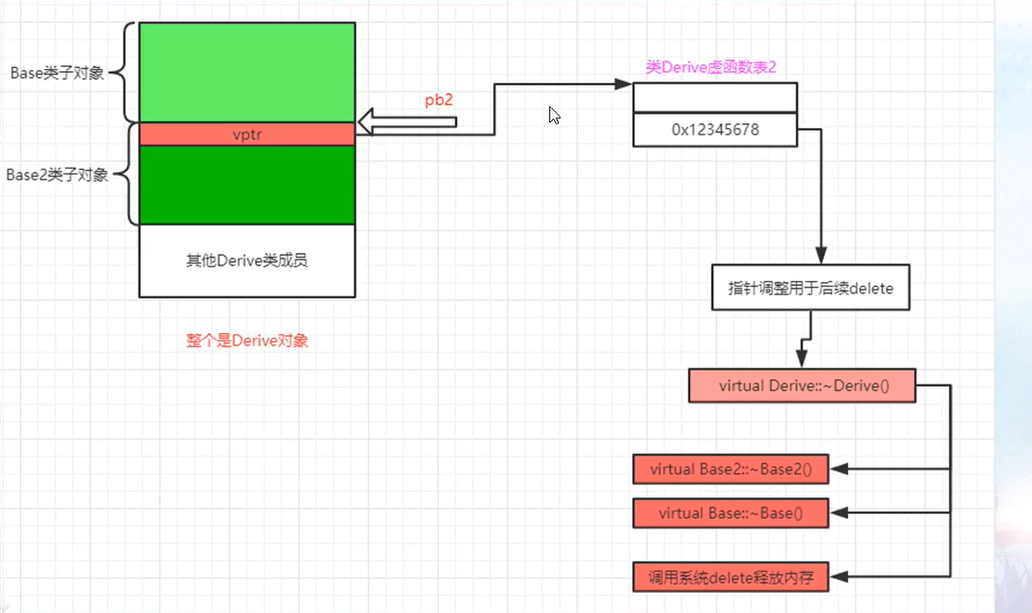 Base类子对象
vptr
Base2类子对象
其他Derive类成员
整个是Derive对象
pb2
类Derive虚函数表2
0x12345678
指针调整用于后续delete
virtual Derive::~Derive()
virtual Base2::~Base2()
virtual Base::~Base()
调用系统delete释放内存